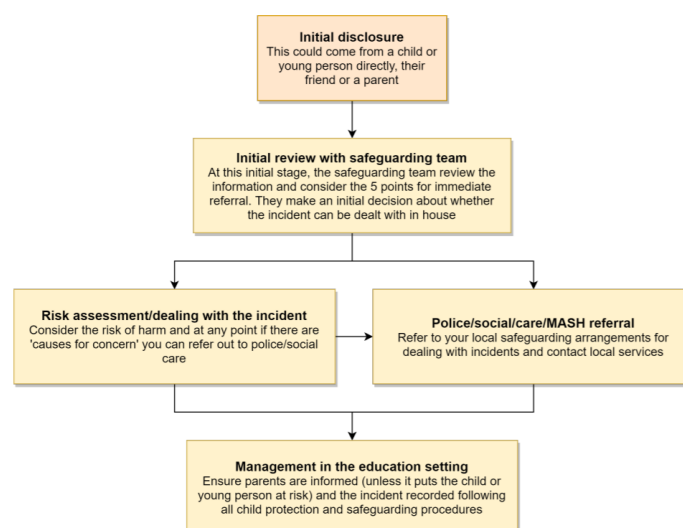 Initial disclosure
This could come from a child or
young person directly, their
friend or a parent
Initial review with safeguarding team
At this initial stage, the safeguarding team review the
information and consider the 5 points for immediate
referral. They make an initial decision about whether
the incident can be dealt with in house
Risk assessment/dealing with the incident
Consider the risk of harm and at any point if there are
'causes for concern' you can refer out to police/social
care
Police/social/care/MASH referral
Refer to your local safeguarding arrangements for
dealing with incidents and contact local services
Management in the education setting
Ensure parents are informed (unless it puts the child or
young person at risk) and the incident recorded following
all child protection and safeguarding procedures